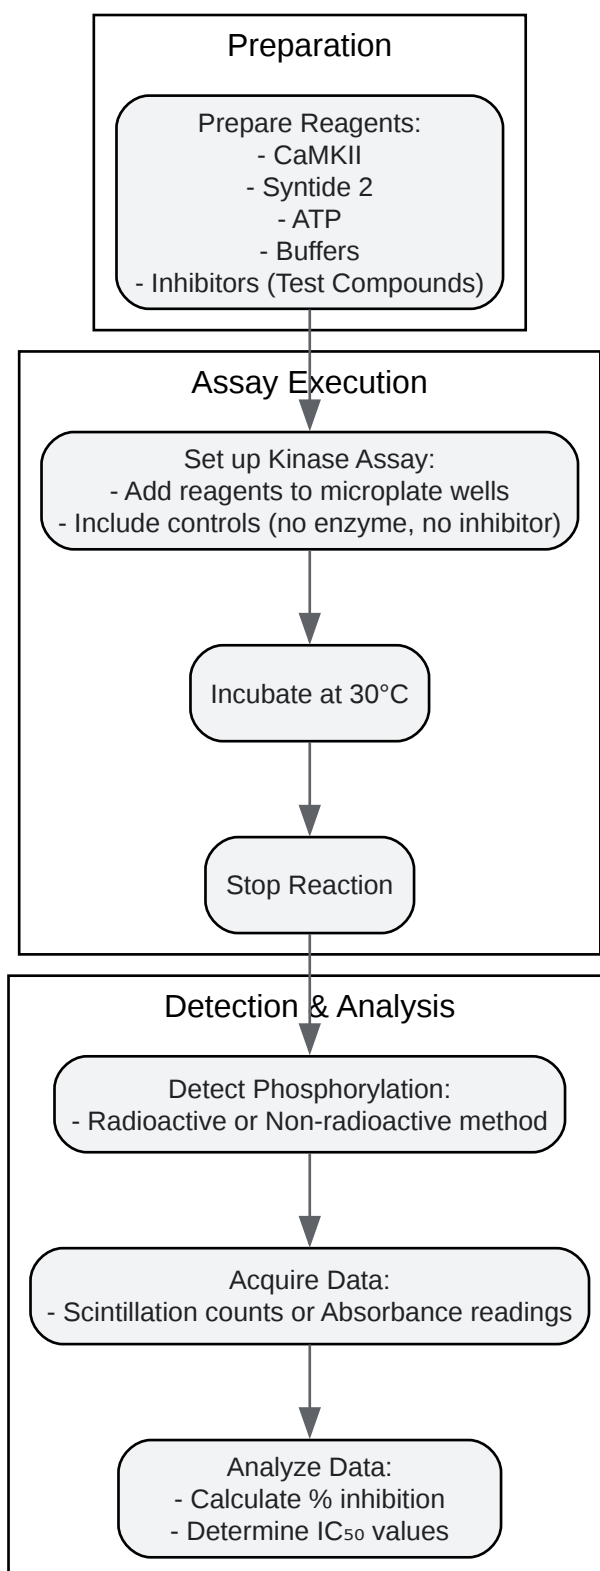 Preparation
Prepare Reagents:
- CaMKII
- Syntide 2
- ATP
- Buffers
- Inhibitors (Test Compounds)
Assay Execution
Set up Kinase Assay:
- Add reagents to microplate wells
- Include controls (no enzyme, no inhibitor)
Incubate at 30°C
Stop Reaction
Detection & Analysis
Detect Phosphorylation:
- Radioactive or Non-radioactive method
Acquire Data:
- Scintillation counts or Absorbance readings
Analyze Data:
- Calculate % inhibition
- Determine IC₅₀ values